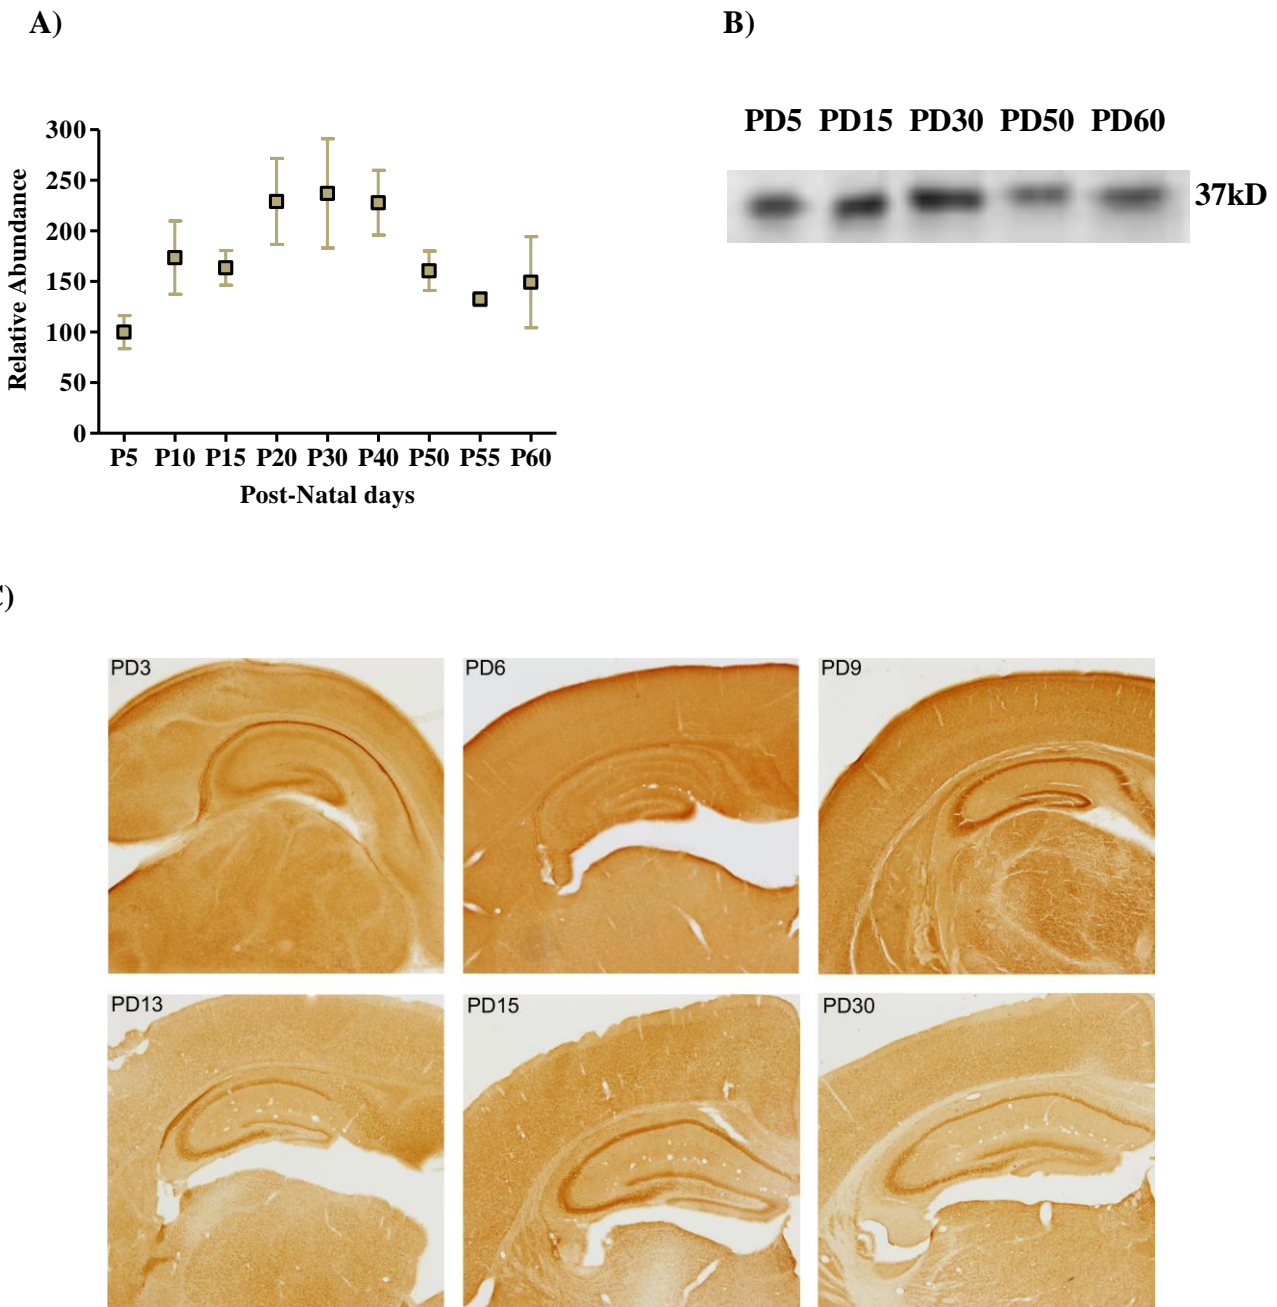 A)
B)
PD5 PD15 PD30 PD50 PD60
37kD
300
250
200
150
100
50
0
Relative Abundance
P5 P10 P15 P20 P30 P40 P50 P55 P60
Post-Natal days
C)
PD3
PD6
PD9
PD13
PD15
PD30